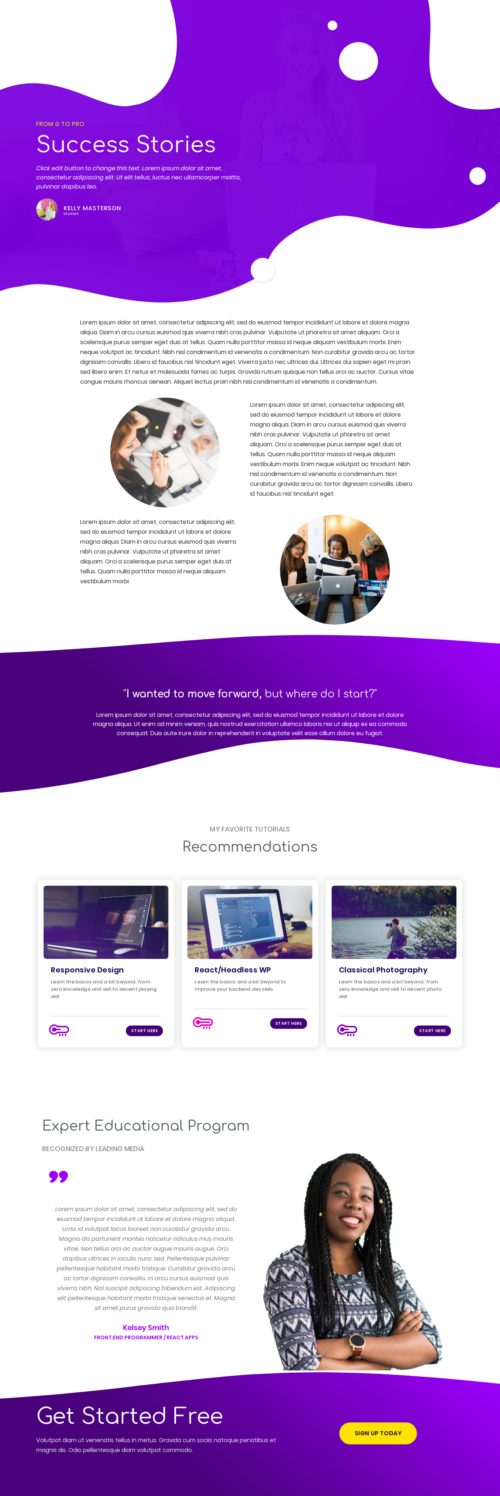 FROM 0 TO PRO
Success Stories
Click edit button to change this text. Lorem ipsum dolor sit amet,
consectetur adipiscing elit. Ut elit tellus, luctus nec ullamcorper mattis,
pulvinar dapibus leo.
KELLY MASTERSON
Lorem ipsum dolor sit amet, consectetur adipiscing elit, sed do eiusmod tempor incididunt ut labore et dolore magna
aliqua. Diam in arcu cursus euismod quis viverra nibh cras pulvinar. Vulputate ut pharetra sit amet aliquam. Orci a
scelerisque purus semper eget duis at tellus. Quam nulla porttitor massa id neque aliquam vestibulum morbi. Enim
neque volutpat ac tincidunt. Nibh nisl condimentum id venenatis a condimentum. Non curabitur gravida arcu ac tortor
dignissim convallis. Libero id faucibus nisl tincidunt eget. Viverra justo nec ultrices dui. Ultrices dui sapien eget mi proin
sed libero enim. Et netus et malesuada fames ac turpis. Gravida rutrum quisque non tellus orci ac auctor. Cursus vitae
congue mauris rhoncus aenean. Aliquet lectus proin nibh nisl condimentum id venenatis a condimentum.
Lorem ipsum dolor sit amet, consectetur adipiscing elit,
sed do eiusmod tempor incididunt ut labore et dolore
magna aliqua. Diam in arcu cursus euismod quis viverra
nibh cras pulvinar. Vulputate ut pharetra sit amet
aliquam. Orci a scelerisque purus semper eget duis at
tellus. Quam nulla porttitor massa id neque aliquam
vestibulum morbi. Enim neque volutpat ac tincidunt. Nibh
nisl condimentum id venenatis a condimentum. Non
curabitur gravida arcu ac tortor dignissim convallis. Libero
id faucibus nisl tincidunt eget.
Lorem ipsum dolor sit amet, consectetur adipiscing elit,
sed do eiusmod tempor incididunt ut labore et dolore
magna aliqua. Diam in arcu cursus euismod quis viverra
nibh cras pulvinar. Vulputate ut pharetra sit amet
aliquam. Orci a scelerisque purus semper eget duis at
tellus. Quam nulla porttitor massa id neque aliquam
vestibulum morbi.
"I wanted to move forward, but where do I start?"
Lorem ipsum dolor sit amet, consectetur adipiscing elit, sed do eiusmod tempor incididunt ut labore et dolore
magna aliqua. Ut enim ad minim veniam, quis nostrud exercitation ullamco laboris nisi ut aliquip ex ea commodo
consequat. Duis aute irure dolor in reprehenderit in voluptate velit esse cillum dolore eu fugiat.
MY FAVORITE TUTORIALS
Recommendations
Responsive Design
Learn the basics and a bit beyond, from
zero knowledge and skill to decent playing
skill
START HERE
React/Headless WP
Learn the basics and a bit beyond to
improve your backend dev skills.
START HERE
Classical Photography
Learn the basics and a bit beyond, from
zero knowledge and skill to decent photo
skill
START HERE
Expert Educational Program
RECOGNIZED BY LEADING MEDIA
Lorem ipsum dolor sit amet, consectetur adipiscing elit, sed do
eiusmod tempor incididunt ut labore et dolore magna aliqua.
Urna id volutpat lacus laoreet non curabitur gravida arcu.
Magnis dis parturient montes nascetur ridiculus mus mauris
vitae. Non tellus orci ac auctor augue mauris augue. Orci
dapibus ultrices in iaculis nunc sed. Pellentesque pulvinar
pellentesque habitant morbi tristique. Curabitur gravida arcu
ac tortor dignissim convallis. In arcu cursus euismod quis
viverra nibh. Nisl suscipit adipiscing bibendum est. Adipiscing
elit pellentesque habitant morbi tristique senectus et. Magna
sit amet purus gravida quis blandit.
Kelsey Smith
FRONT END PROGRAMMER / REACT APPS
Get Started Free
Volutpat diam ut venenatis tellus in metus. Gravida cum sociis natoque penatibus et
magnis dis. Odio pellentesque diam volutpat commodo.
SIGN UP TODAY